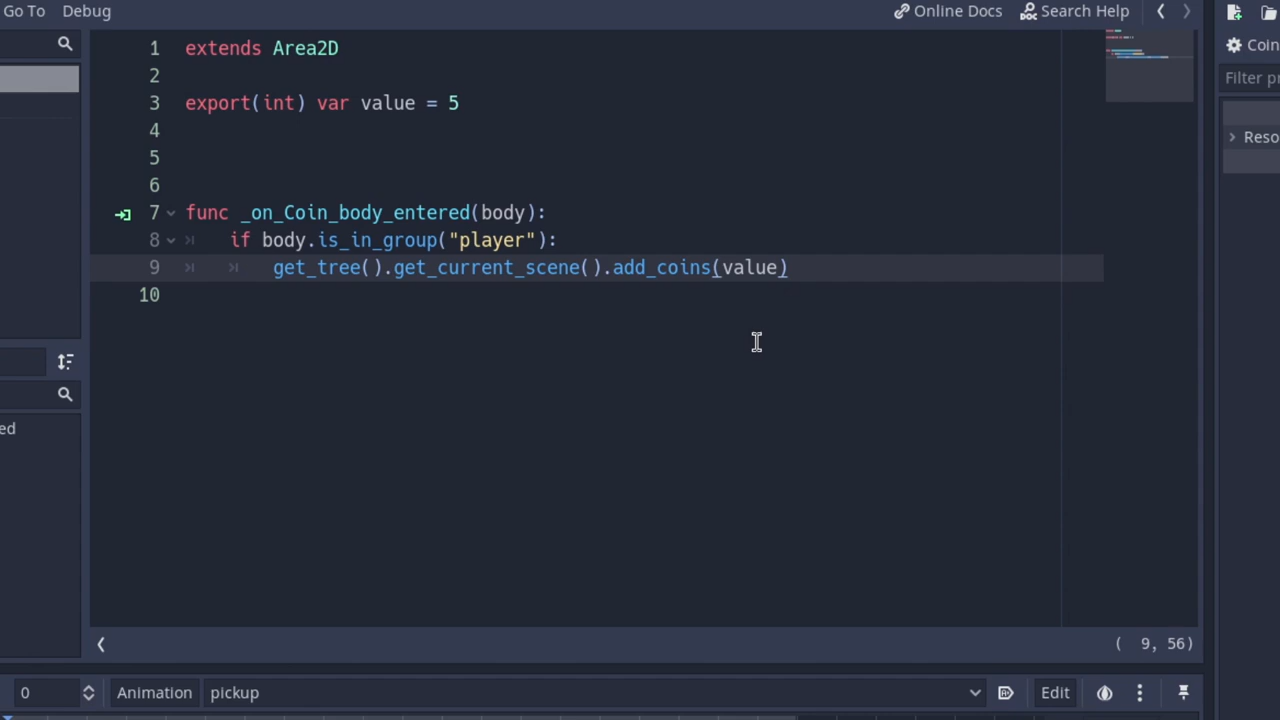 Go To Debug Online Docs Search Help
Coin
Filter pr
Reso
1 extends Area2D
2
3 export(int) var value = 5
4
5
6
7 func _on_Coin_body_entered(body):
8 if body.is_in_group("player"):
9 get_tree().get_current_scene().add_coins(value)
10
ed
( 9, 56)
0 Animation pickup Edit